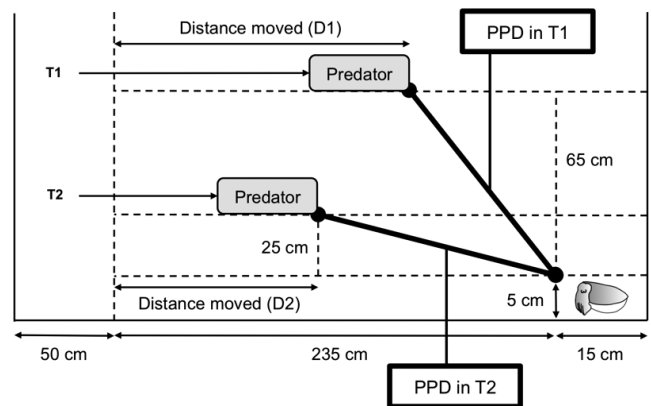 Distance moved (D1)
PPD in T1
T1
Predator
65 cm
T2
Predator
25 cm
Distance moved (D2)
5 cm
50 cm
235 cm
15 cm
PPD in T2